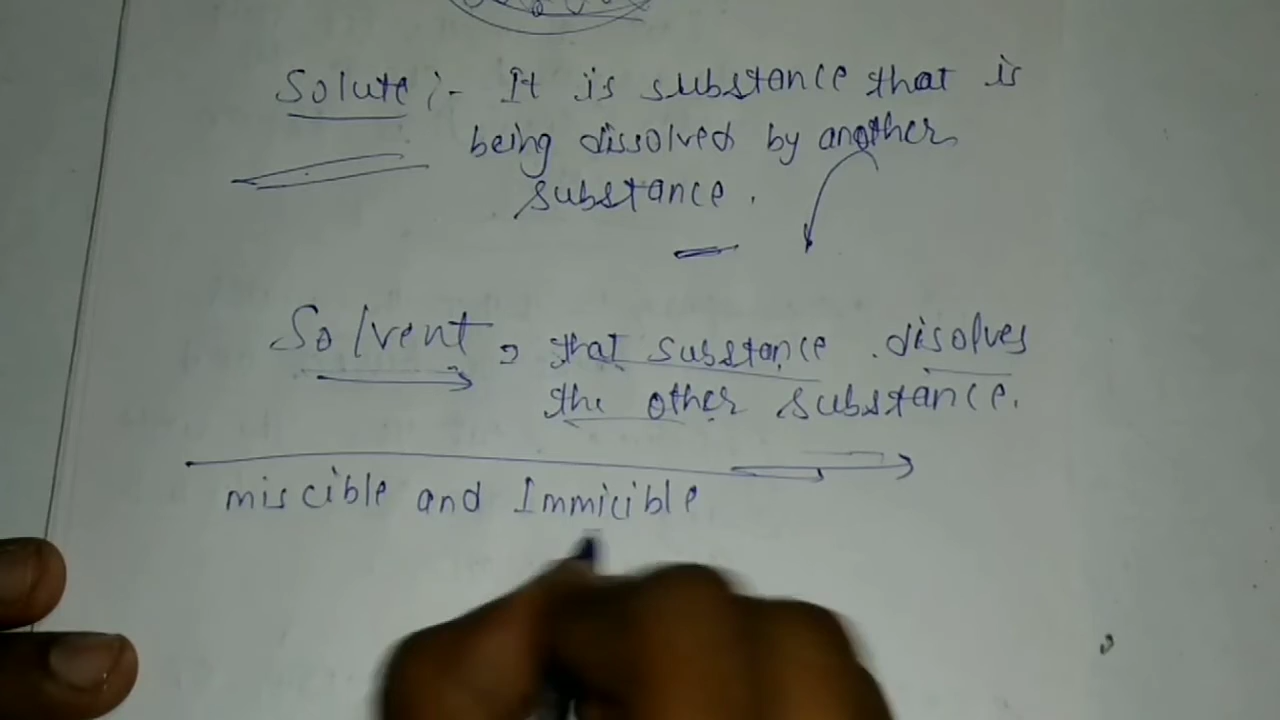 Solute :- It is substance that is
being dissolved by another
substance.
Solvent, that substance disolves
the other substance.
miscible and Immicible